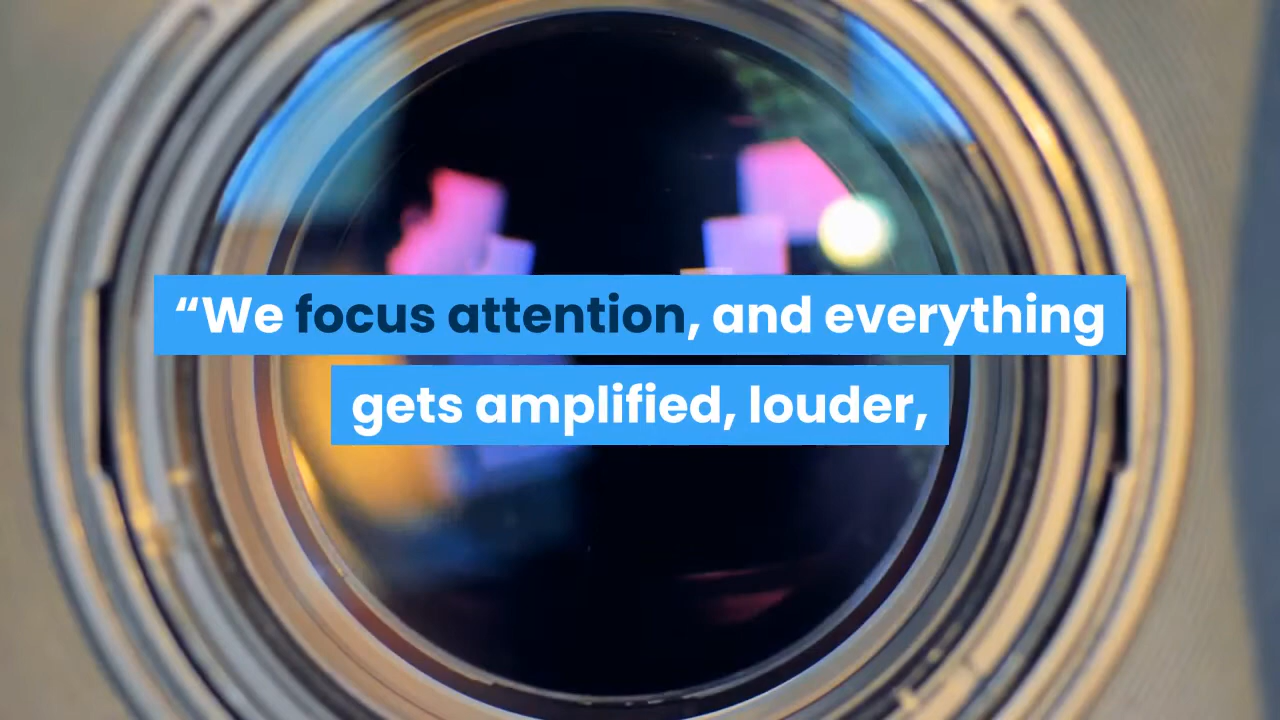 “We focus attention, and everything
gets amplified, louder,